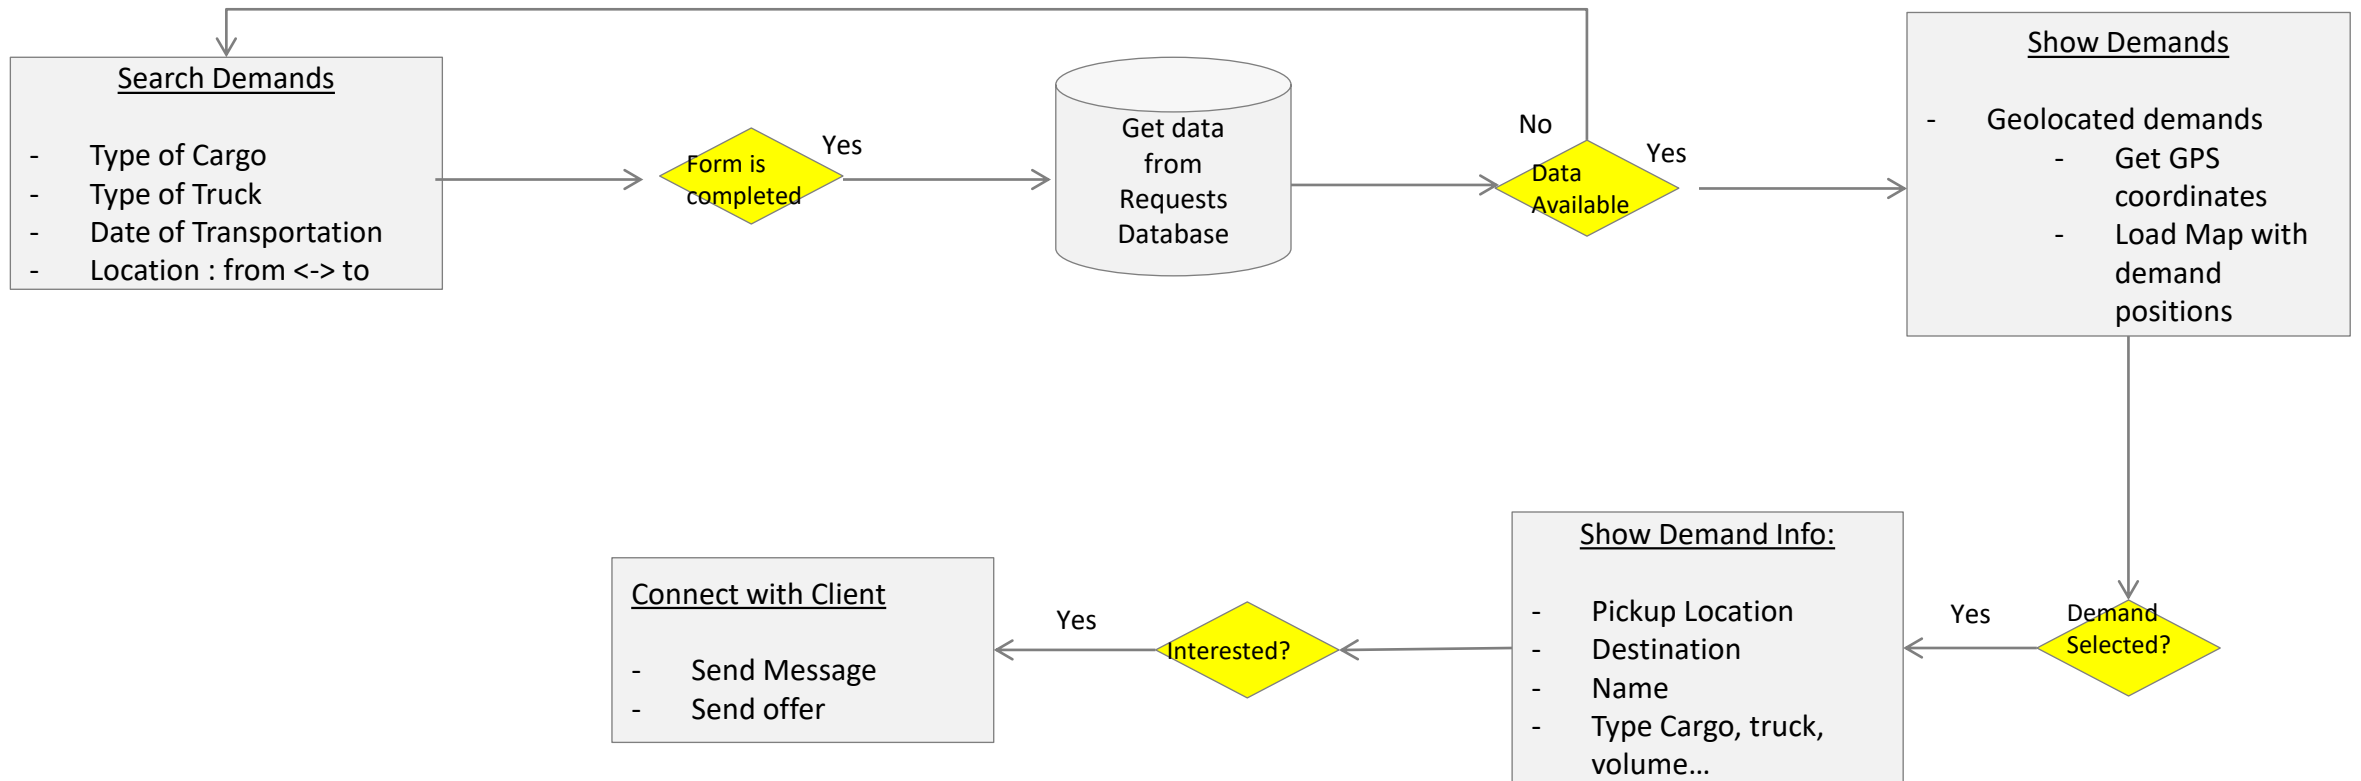 Search Demands
- Type of Cargo
- Type of Truck
- Date of Transportation
- Location : from <-> to
Form is
completed
Yes
Get data
from
Requests
Database
No
Data
Available
Yes
Show Demands
- Geolocated demands
- Get GPS
coordinates
- Load Map with
demand
positions
Demand
Selected?
Yes
Show Demand Info:
- Pickup Location
- Destination
- Name
- Type Cargo, truck,
volume…
Interested?
Yes
Connect with Client
- Send Message
- Send offer